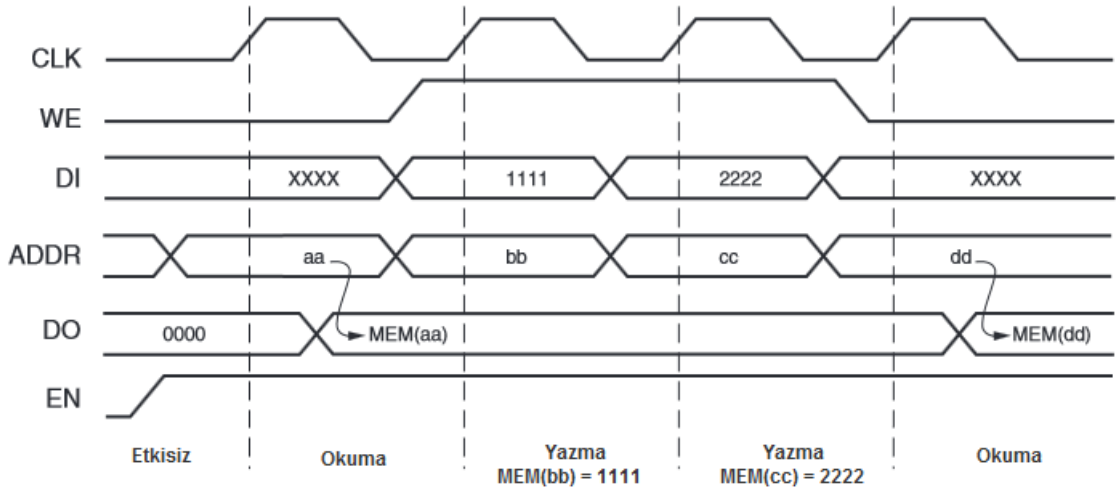 CLK
WE
DI XXXX 1111 2222 XXXX
ADDR aa bb cc dd
DO 0000 MEM(aa) MEM(dd)
EN
Etkisiz Okuma Yazma Yazma Okuma
MEM(bb) = 1111 MEM(cc) = 2222